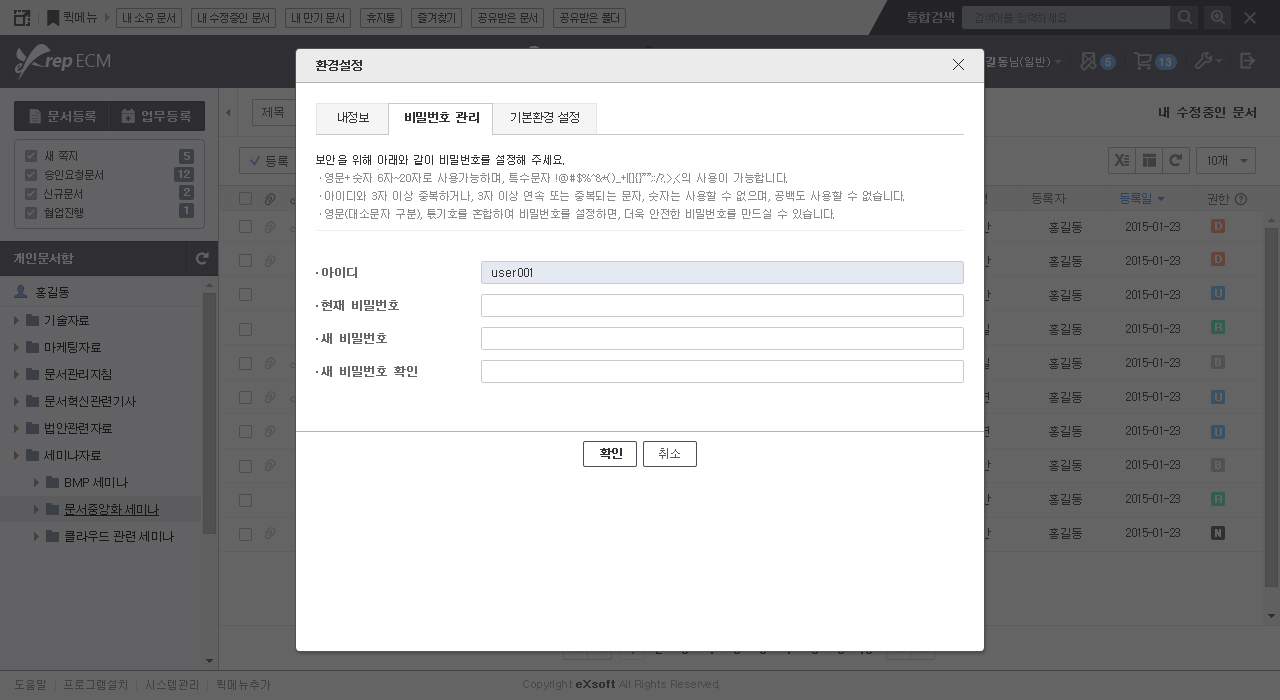 퀵메뉴 내 소유 문서 내 수정중인 문서 내 만기 문서 휴지통 즐겨찾기 공유받은 문서 공유받은 폴더 통합검색 검색어를 입력하세요
eXrep ECM
길동님(일반) 5 13
문서등록 업무등록
제목
내 수정중인 문서
새 쪽지 5
승인요청문서 12
신규문서 2
협업진행 1
등록
10개
등록자 등록일 권한
홍길동 2015-01-23 D
홍길동 2015-01-23 D
홍길동 2015-01-23 U
홍길동 2015-01-23 R
홍길동 2015-01-23 B
홍길동 2015-01-23 U
홍길동 2015-01-23 U
홍길동 2015-01-23 B
홍길동 2015-01-23 R
홍길동 2015-01-23 N
개인문서함
홍길동
기술자료
마케팅자료
문서관리지침
문서혁신관련기사
법안관련자료
세미나자료
BMP 세미나
문서중앙화 세미나
클라우드 관련 세미나
환경설정
내정보 비밀번호 관리 기본환경 설정
보안을 위해 아래와 같이 비밀번호를 설정해 주세요.
·영문+숫자 6자~20자로 사용가능하며, 특수문자 !@#$%^&*()_+|[]{}'"";:/?,>,<의 사용이 가능합니다.
·아이디와 3자 이상 중복하거나, 3자 이상 연속 또는 중복되는 문자, 숫자는 사용할 수 없으며, 공백도 사용할 수 없습니다.
·영문(대소문자 구분), 특기호를 혼합하여 비밀번호를 설정하면, 더욱 안전한 비밀번호를 만드실 수 있습니다.
·아이디 user001
·현재 비밀번호
·새 비밀번호
·새 비밀번호 확인
확인 취소
도움말 프로그램설치 시스템관리 퀵메뉴추가
Copyright eXsoft All Rights Reserved.